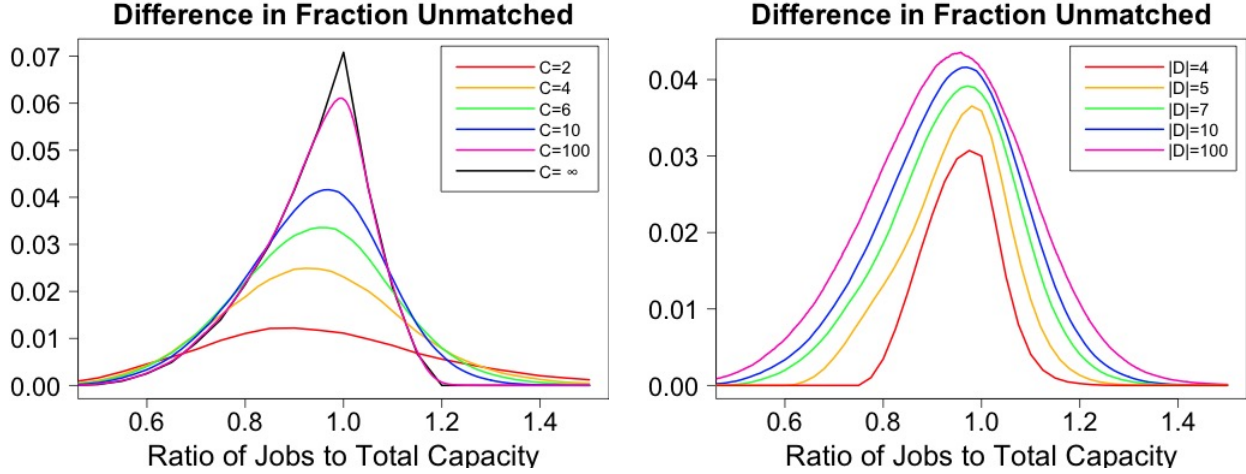 Difference in Fraction Unmatched
0.07
0.06
0.05
0.04
0.03
0.02
0.01
0.00
C=2
C=4
C=6
C=10
C=100
C= ∞
0.6 0.8 1.0 1.2 1.4
Ratio of Jobs to Total Capacity
Difference in Fraction Unmatched
0.04
0.03
0.02
0.01
0.00
|D|=4
|D|=5
|D|=7
|D|=10
|D|=100
0.6 0.8 1.0 1.2 1.4
Ratio of Jobs to Total Capacity